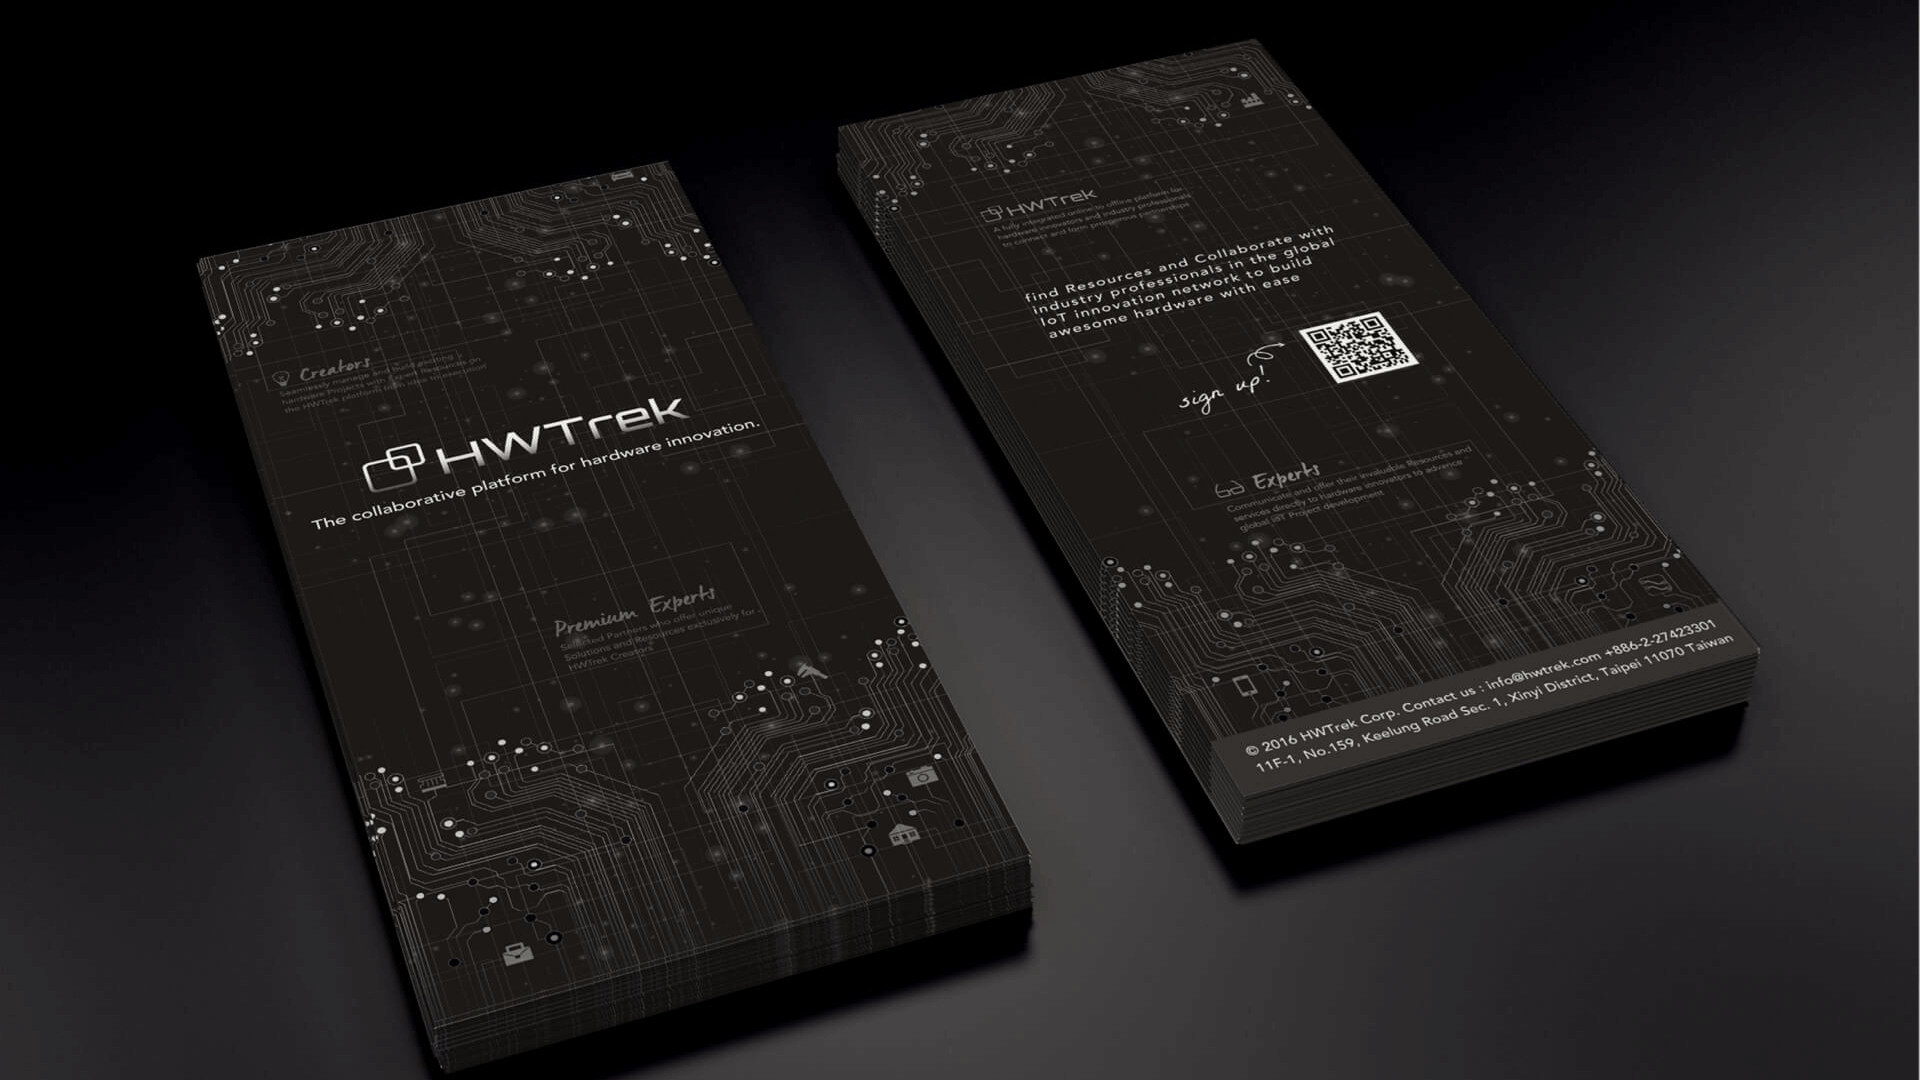 Creators
Seamlessly manage and build exciting
hardware Projects with Expert Resources on
the HWTrek platform from idea to execution
HWTrek
The collaborative platform for hardware innovation.
Premium Experts
Selected Partners who offer unique
Solutions and Resources exclusively for
HWTrek Creators
HWTrek
A fully integrated online to offline platform for
hardware innovators and industry professionals
to connect and form
find Resources and Collaborate with
industry professionals in the global
IoT innovation network to build
awesome hardware with ease
sign up!
Experts
Communicate and offer their invaluable Resources and
services directly to hardware innovators to advance
global IoT Project development
© 2016 HWTrek Corp. Contact us : info@hwtrek.com +886-2-27423301
11F-1, No.159, Keelung Road Sec. 1, Xinyi District, Taipei 11070 Taiwan